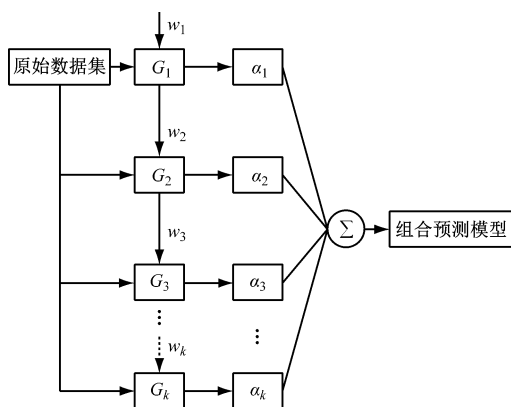 w₁
原始数据集
G₁
α₁
w₂
G₂
α₂
Σ
组合预测模型
w₃
G₃
α₃
⋮
⋮
wₖ
Gₖ
αₖ